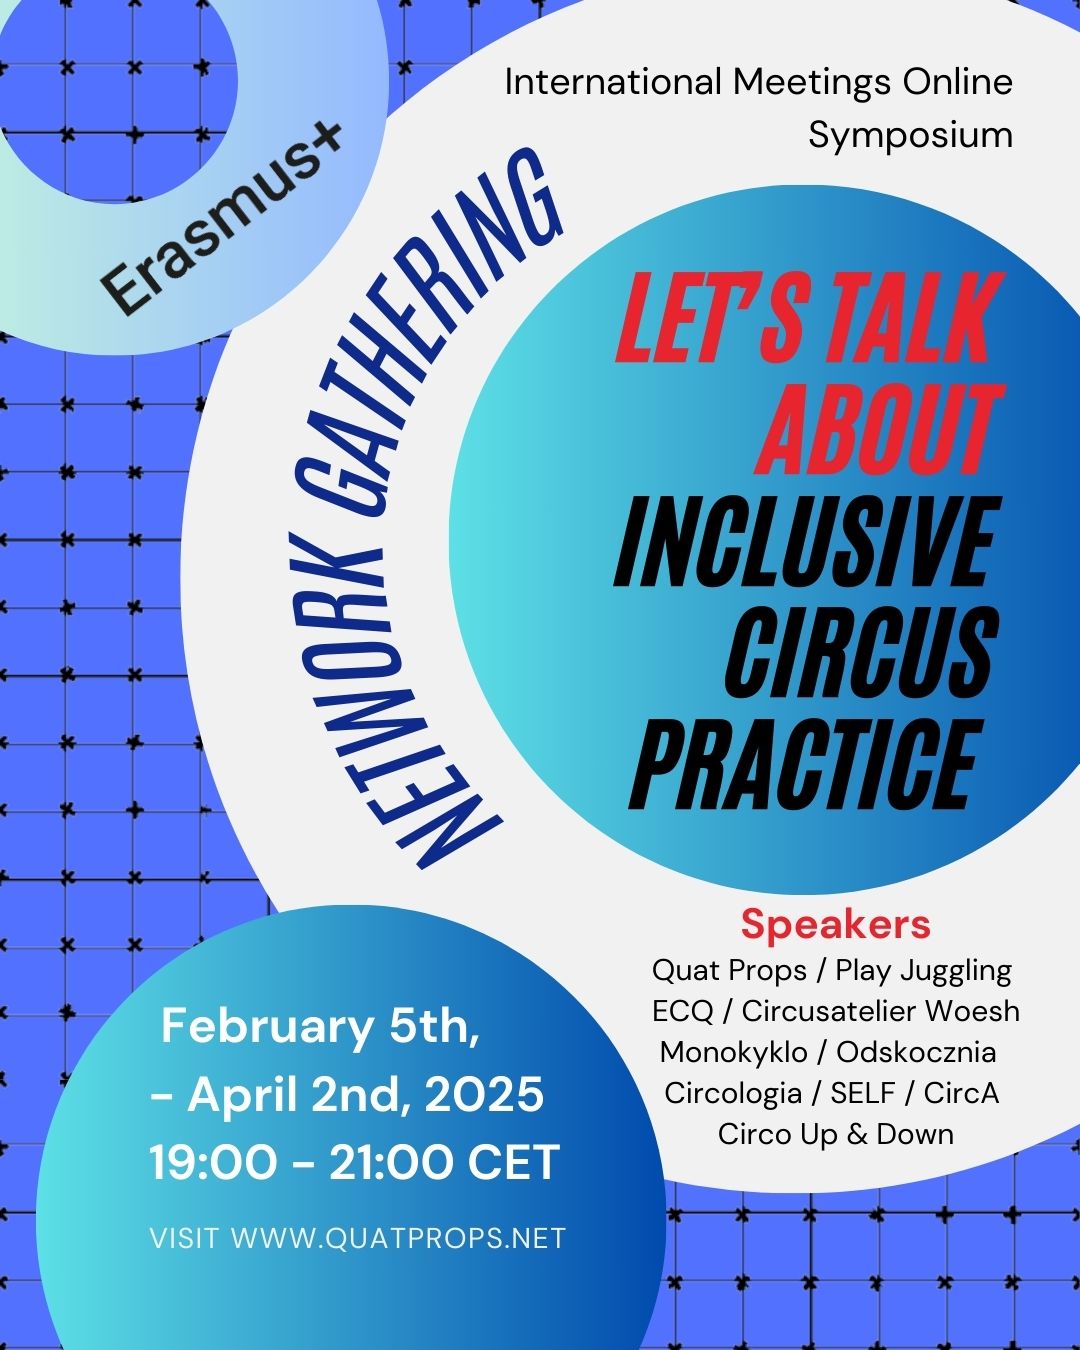 International Meetings Online
Symposium
Erasmus+
NETWORK GATHERING
LET'S TALK
ABOUT
INCLUSIVE
CIRCUS
PRACTICE
Speakers
Quat Props / Play Juggling
ECQ / Circusatelier Woesh
Monokyklo / Odskocznia
Circologia / SELF / CircA
Circo Up & Down
February 5th,
- April 2nd, 2025
19:00 - 21:00 CET
VISIT WWW.QUATPROPS.NET